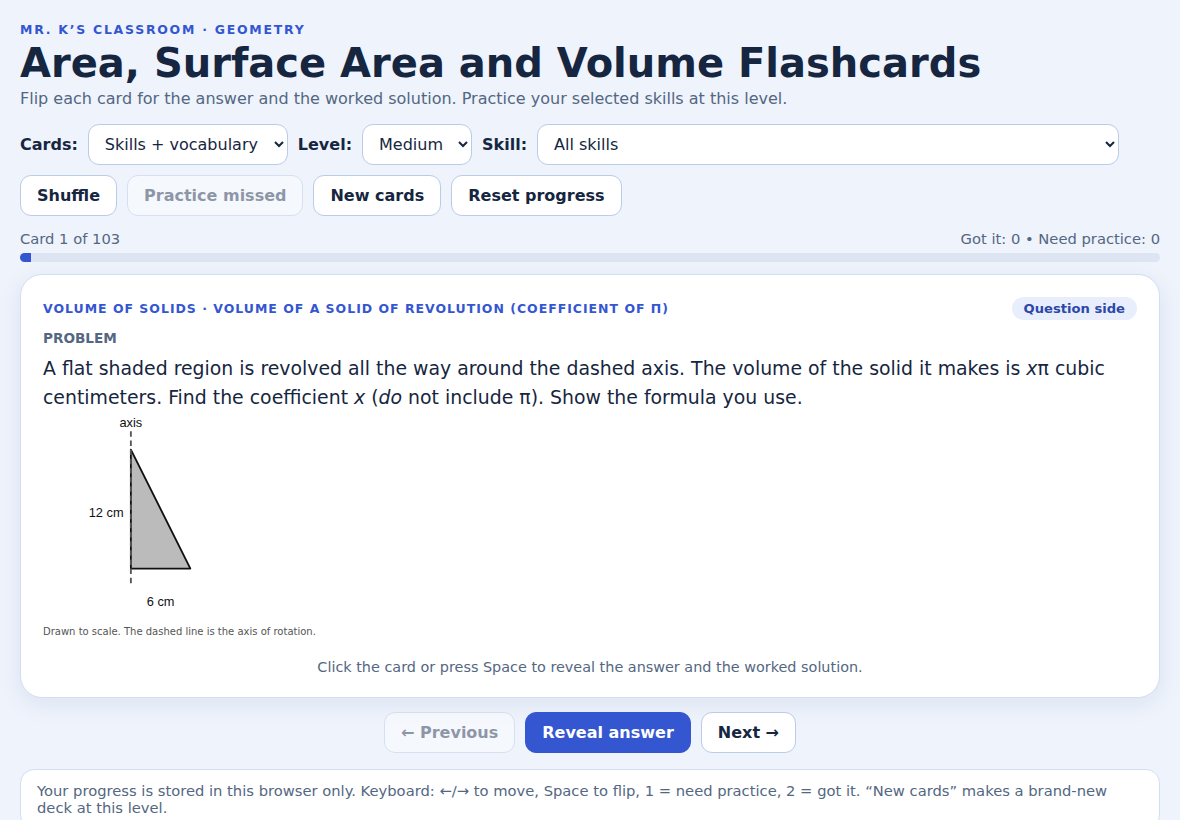 MR. K’S CLASSROOM · GEOMETRY
Area, Surface Area and Volume Flashcards
Flip each card for the answer and the worked solution. Practice your selected skills at this level.
Cards: Skills + vocabulary Level: Medium Skill: All skills
Shuffle Practice missed New cards Reset progress
Card 1 of 103 Got it: 0 • Need practice: 0
VOLUME OF SOLIDS · VOLUME OF A SOLID OF REVOLUTION (COEFFICIENT OF Π) Question side
PROBLEM
A flat shaded region is revolved all the way around the dashed axis. The volume of the solid it makes is xπ cubic
centimeters. Find the coefficient x (do not include π). Show the formula you use.
axis
12 cm
6 cm
Drawn to scale. The dashed line is the axis of rotation.
Click the card or press Space to reveal the answer and the worked solution.
← Previous Reveal answer Next →
Your progress is stored in this browser only. Keyboard: ←/→ to move, Space to flip, 1 = need practice, 2 = got it. “New cards” makes a brand-new
deck at this level.